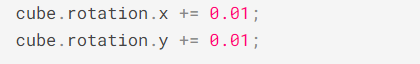 cube.rotation.x += 0.01;
cube.rotation.y += 0.01;